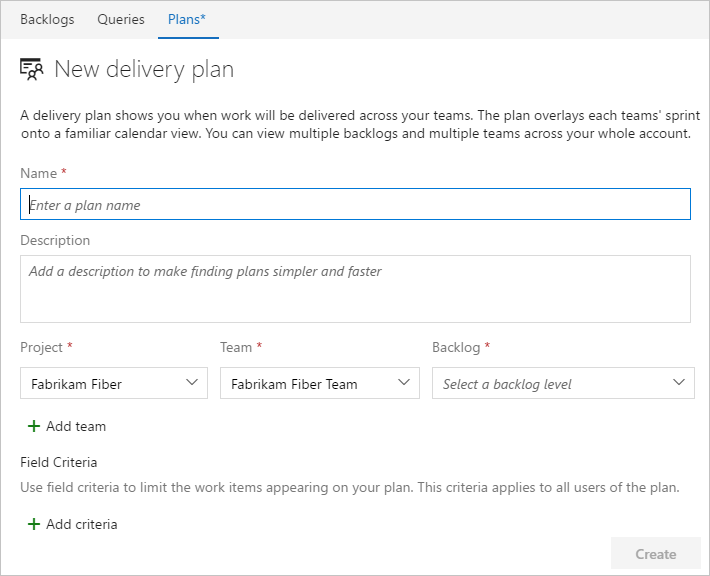 Backlogs Queries Plans*
New delivery plan
A delivery plan shows you when work will be delivered across your teams. The plan overlays each teams' sprint
onto a familiar calendar view. You can view multiple backlogs and multiple teams across your whole account.
Name *
Enter a plan name
Description
Add a description to make finding plans simpler and faster
Project * Team * Backlog *
Fabrikam Fiber Fabrikam Fiber Team Select a backlog level
+ Add team
Field Criteria
Use field criteria to limit the work items appearing on your plan. This criteria applies to all users of the plan.
+ Add criteria
Create